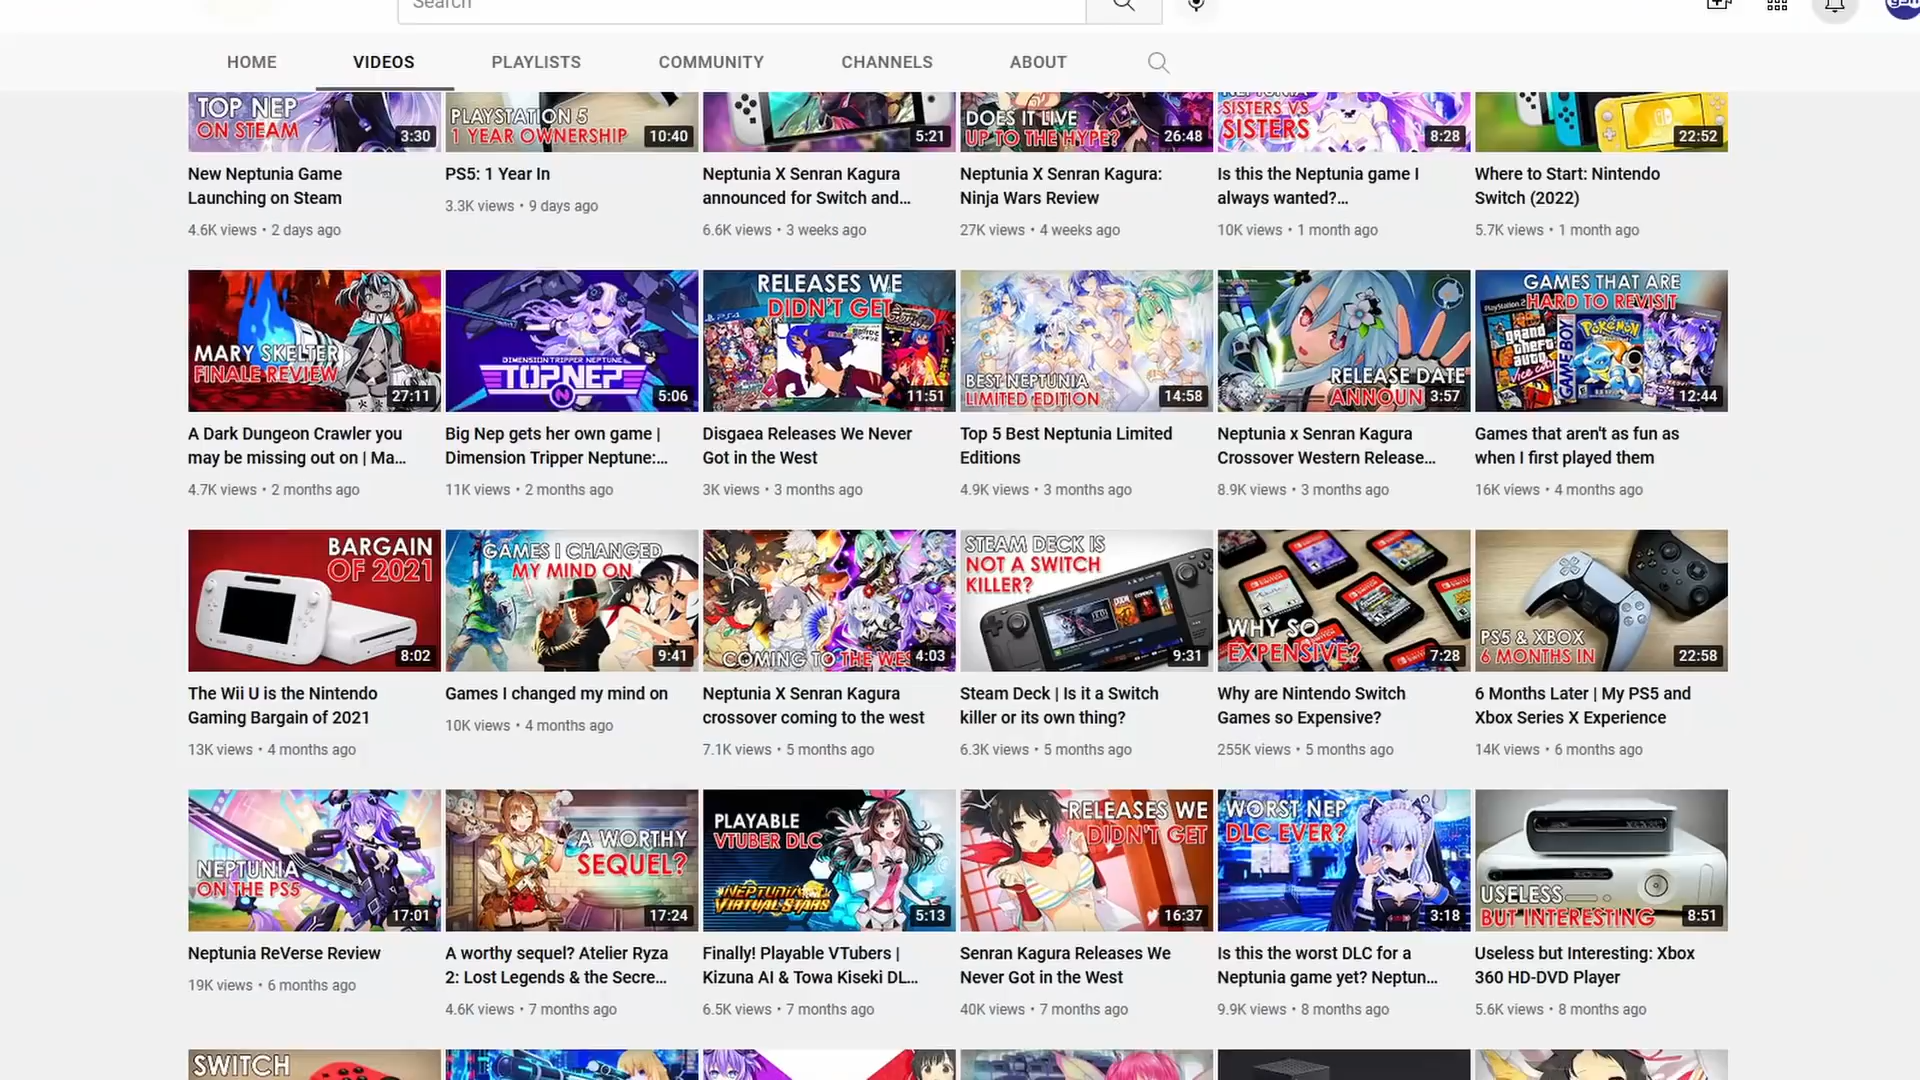 Search
HOME
VIDEOS
PLAYLISTS
COMMUNITY
CHANNELS
ABOUT
TOP NEP
ON STEAM
3:30
PLAYSTATION 5
1 YEAR OWNERSHIP
10:40
5:21
DOES IT LIVE
UP TO THE HYPE?
26:48
NEPTUNIA
SISTERS VS
SISTERS
8:28
22:52
New Neptunia Game
Launching on Steam
4.6K views • 2 days ago
PS5: 1 Year In
3.3K views • 9 days ago
Neptunia X Senran Kagura
announced for Switch and...
6.6K views • 3 weeks ago
Neptunia X Senran Kagura:
Ninja Wars Review
27K views • 4 weeks ago
Is this the Neptunia game I
always wanted?...
10K views • 1 month ago
Where to Start: Nintendo
Switch (2022)
5.7K views • 1 month ago
MARY SKELTER
FINALE REVIEW
27:11
DIMENSION TRIPPER NEPTUNE
TOP NEP
N
5:06
RELEASES WE
DIDN'T GET
PS4
11:51
BEST NEPTUNIA
LIMITED EDITION
14:58
RELEASE DATE
ANNOUN
3:57
GAMES THAT ARE
HARD TO REVISIT
PlayStation 2
grand
theft
auto
Vice City
GAME BOY
POKéMON
12:44
A Dark Dungeon Crawler you
may be missing out on | Ma...
4.7K views • 2 months ago
Big Nep gets her own game |
Dimension Tripper Neptune:...
11K views • 2 months ago
Disgaea Releases We Never
Got in the West
3K views • 3 months ago
Top 5 Best Neptunia Limited
Editions
4.9K views • 3 months ago
Neptunia x Senran Kagura
Crossover Western Release...
8.9K views • 3 months ago
Games that aren't as fun as
when I first played them
16K views • 4 months ago
BARGAIN
OF 2021
8:02
GAMES I CHANGED
MY MIND ON
9:41
COMING TO THE WES
4:03
STEAM DECK IS
NOT A SWITCH
KILLER?
DOOM
9:31
WHY SO
EXPENSIVE?
7:28
PS5 & XBOX
6 MONTHS IN
22:58
The Wii U is the Nintendo
Gaming Bargain of 2021
13K views • 4 months ago
Games I changed my mind on
10K views • 4 months ago
Neptunia X Senran Kagura
crossover coming to the west
7.1K views • 5 months ago
Steam Deck | Is it a Switch
killer or its own thing?
6.3K views • 5 months ago
Why are Nintendo Switch
Games so Expensive?
255K views • 5 months ago
6 Months Later | My PS5 and
Xbox Series X Experience
14K views • 6 months ago
NEPTUNIA
ON THE PS5
17:01
A WORTHY
SEQUEL?
17:24
PLAYABLE
VTUBER DLC
NEPTUNIA
VIRTUAL STARS
5:13
RELEASES WE
DIDN'T GET
16:37
WORST NEP
DLC EVER?
3:18
USELESS
BUT INTERESTING
8:51
Neptunia ReVerse Review
19K views • 6 months ago
A worthy sequel? Atelier Ryza
2: Lost Legends & the Secre...
4.6K views • 7 months ago
Finally! Playable VTubers |
Kizuna AI & Towa Kiseki DL...
6.5K views • 7 months ago
Senran Kagura Releases We
Never Got in the West
40K views • 7 months ago
Is this the worst DLC for a
Neptunia game yet? Neptun...
9.9K views • 8 months ago
Useless but Interesting: Xbox
360 HD-DVD Player
5.6K views • 8 months ago
SWITCH